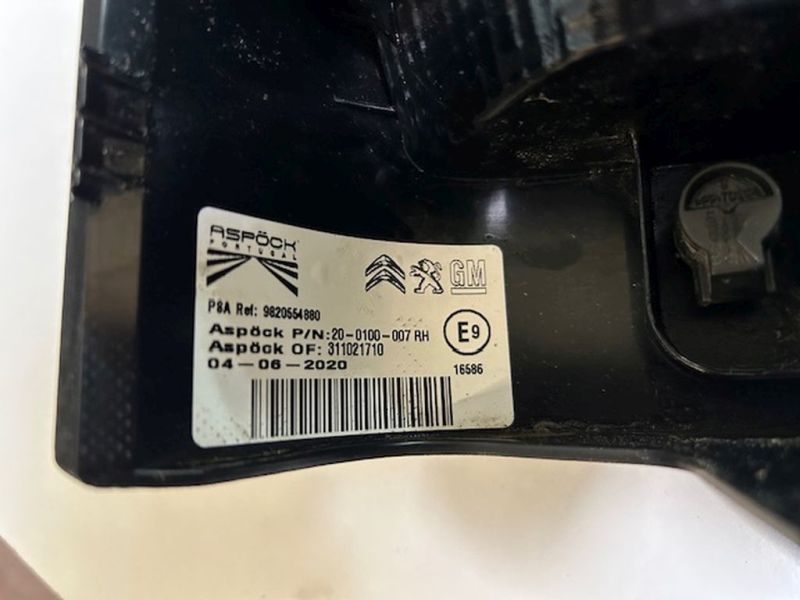 ASPÖCK
PORTUGAL
GM
PSA Ref: 9820554880
Aspöck P/N:20-0100-007 RH
Aspöck OF: 311021710
04-06-2020
E9
16586